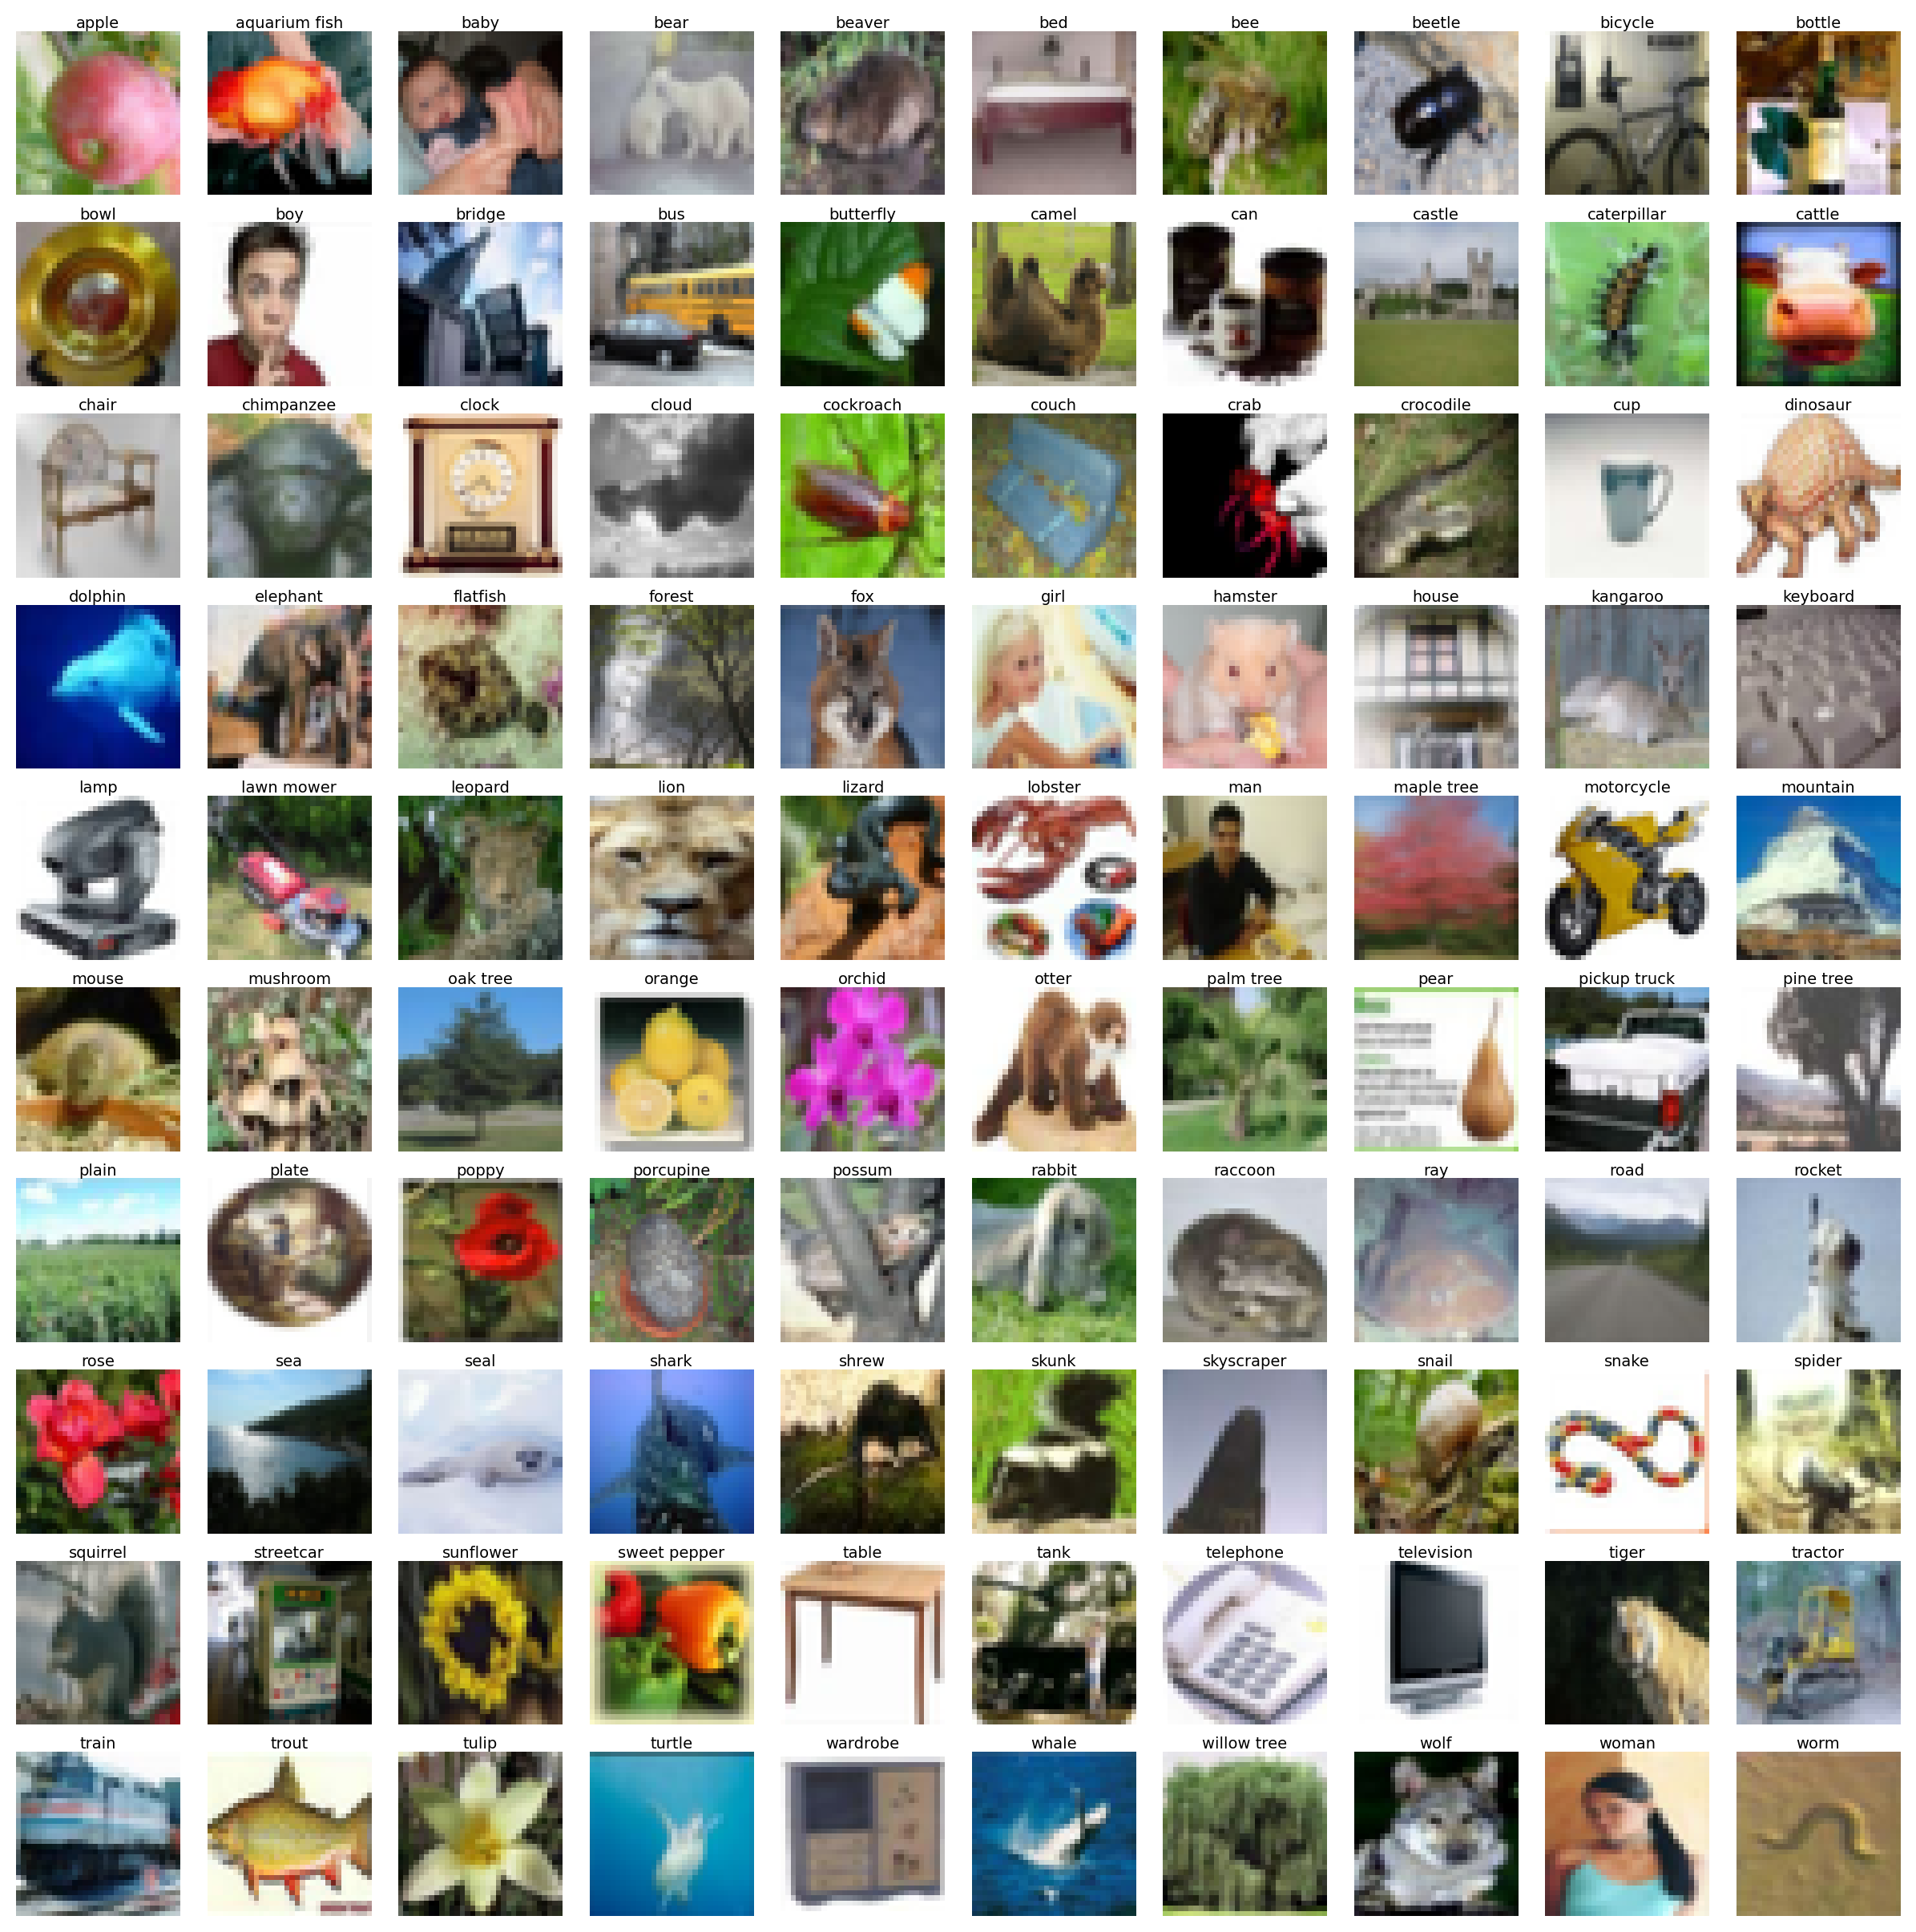 apple aquarium fish baby bear beaver bed bee beetle bicycle bottle
bowl boy bridge bus butterfly camel can castle caterpillar cattle
chair chimpanzee clock cloud cockroach couch crab crocodile cup dinosaur
dolphin elephant flatfish forest fox girl hamster house kangaroo keyboard
lamp lawn mower leopard lion lizard lobster man maple tree motorcycle mountain
mouse mushroom oak tree orange orchid otter palm tree pear pickup truck pine tree
plain plate poppy porcupine possum rabbit raccoon ray road rocket
rose sea seal shark shrew skunk skyscraper snail snake spider
squirrel streetcar sunflower sweet pepper table tank telephone television tiger tractor
train trout tulip turtle wardrobe whale willow tree wolf woman worm